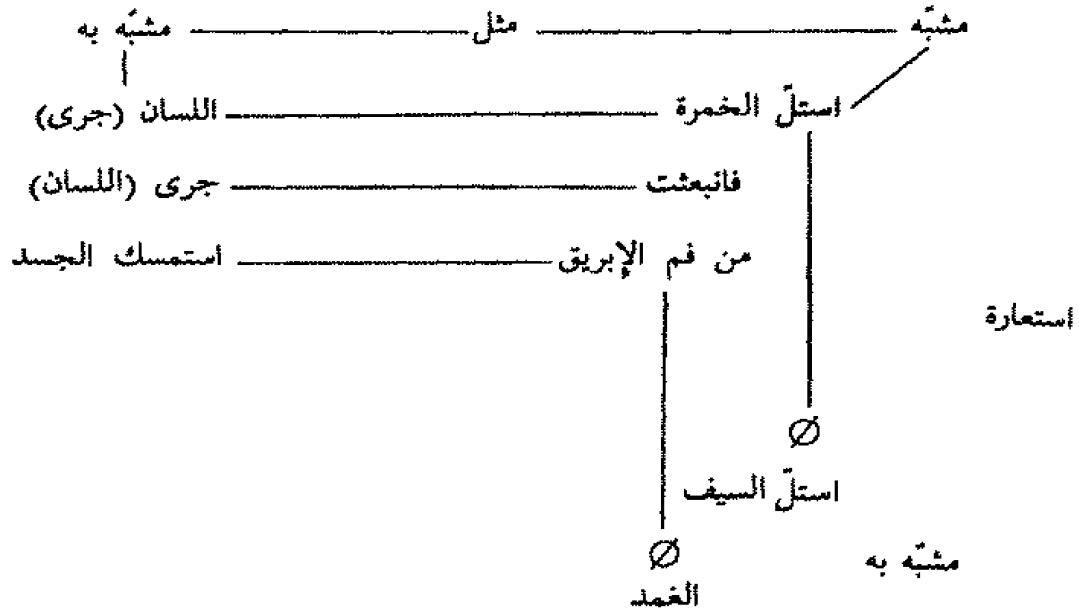 مشبّه مثل مشبّه به
استلّ الخمرة اللسان (جرى)
فانبعثت جرى (اللسان)
من فم الإبريق استمسك الجسد
استعارة
∅
استلّ السيف
∅ مشبّه به
الغمد